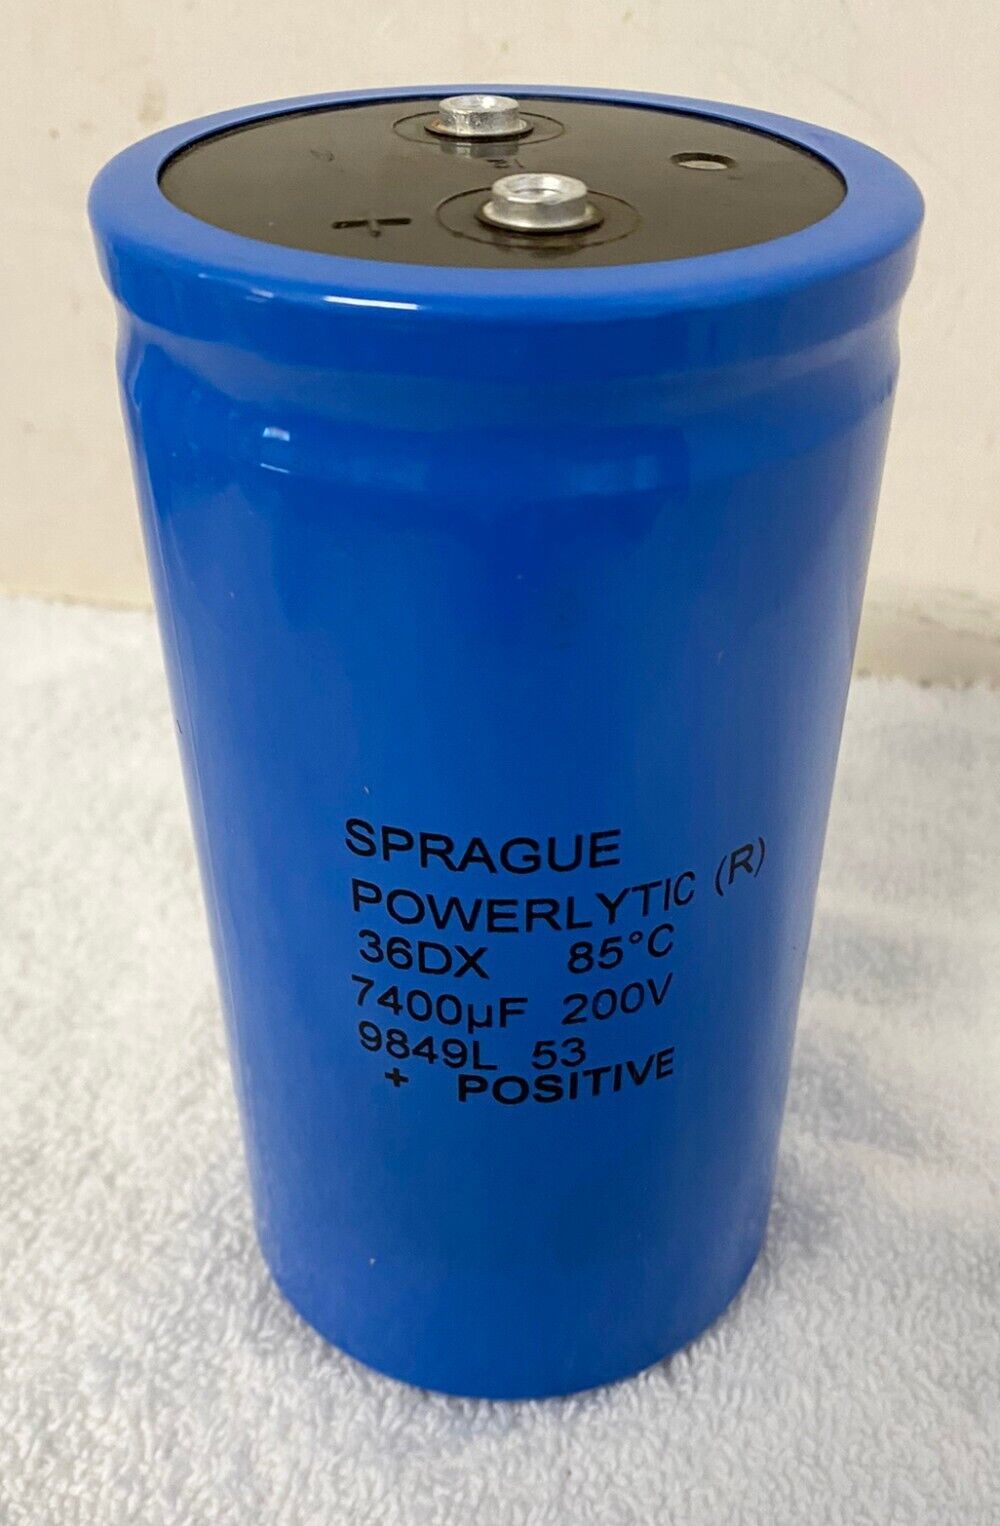 +
SPRAGUE
POWERLYTIC (R)
36DX 85°C
7400µF 200V
9849L 53
+ POSITIVE